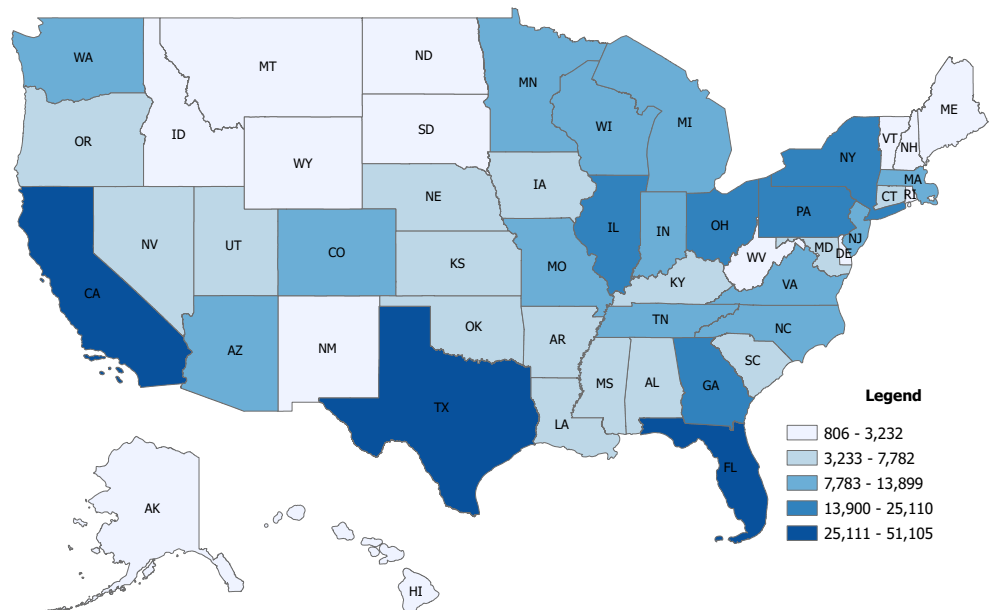 WA
MT
ND
MN
ME
OR
ID
SD
WI
MI
VT
NH
NY
WY
MA
CT
RI
NE
IA
PA
NV
UT
CO
KS
MO
IL
IN
OH
NJ
MD
DE
WV
VA
KY
CA
AZ
NM
OK
AR
TN
NC
SC
TX
LA
MS
AL
GA
FL
AK
HI
Legend
806 - 3,232
3,233 - 7,782
7,783 - 13,899
13,900 - 25,110
25,111 - 51,105